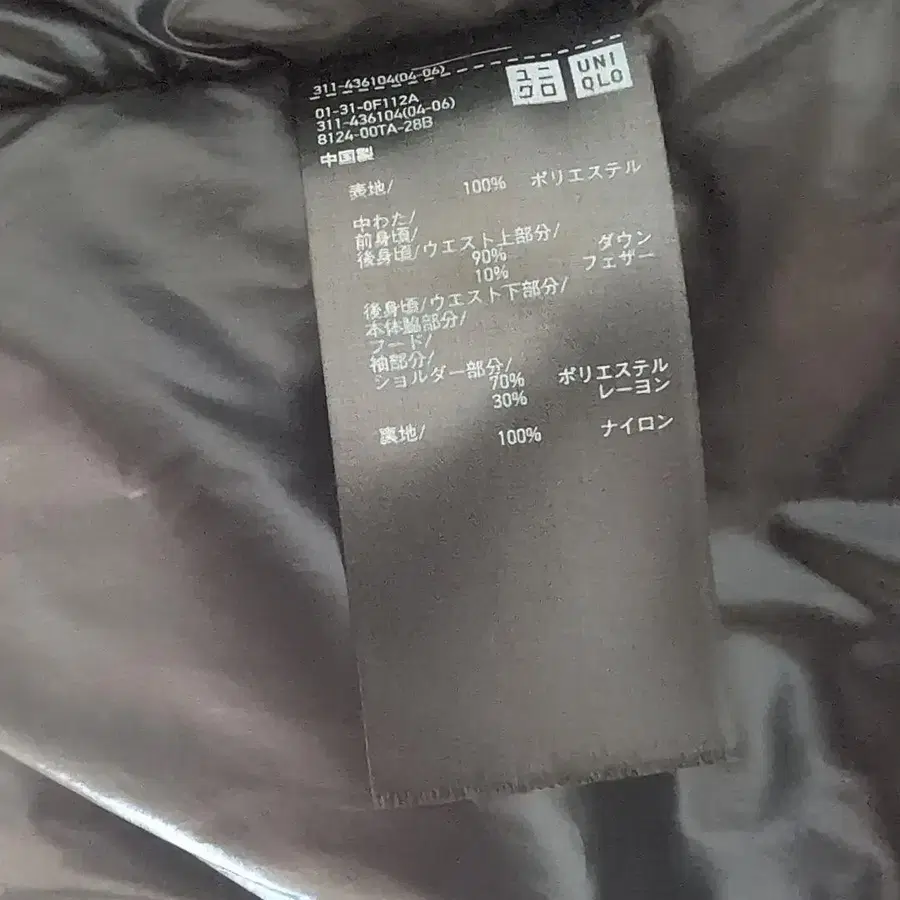 311-436104(04-06)
ユニクロ
UNIQLO
01-31-0F112A
311-436104(04-06)
8124-00TA-28B
中国製
表地/ 100% ポリエステル
中わた/
前身頃/
後身頃/ウエスト上部分/
90% ダウン
10% フェザー
後身頃/ウエスト下部分/
本体脇部分/
フード/
袖部分/
ショルダー部分/
70% ポリエステル
30% レーヨン
裏地/ 100% ナイロン